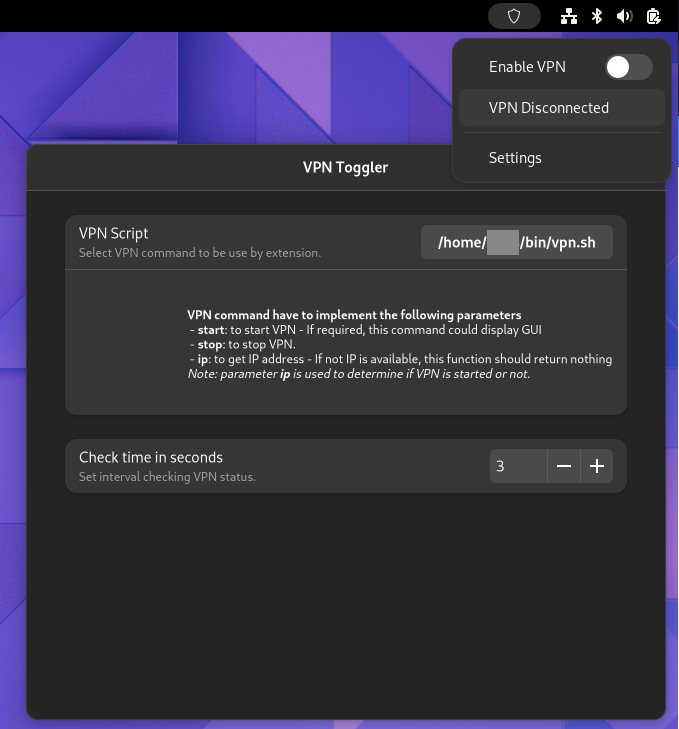 Enable VPN
VPN Disconnected
Settings
VPN Toggler
VPN Script
Select VPN command to be use by extension.
/home/ /bin/vpn.sh
VPN command have to implement the following parameters
- start: to start VPN - If required, this command could display GUI
- stop: to stop VPN.
- ip: to get IP address - If not IP is available, this function should return nothing
Note: parameter ip is used to determine if VPN is started or not.
Check time in seconds
Set interval checking VPN status.
3